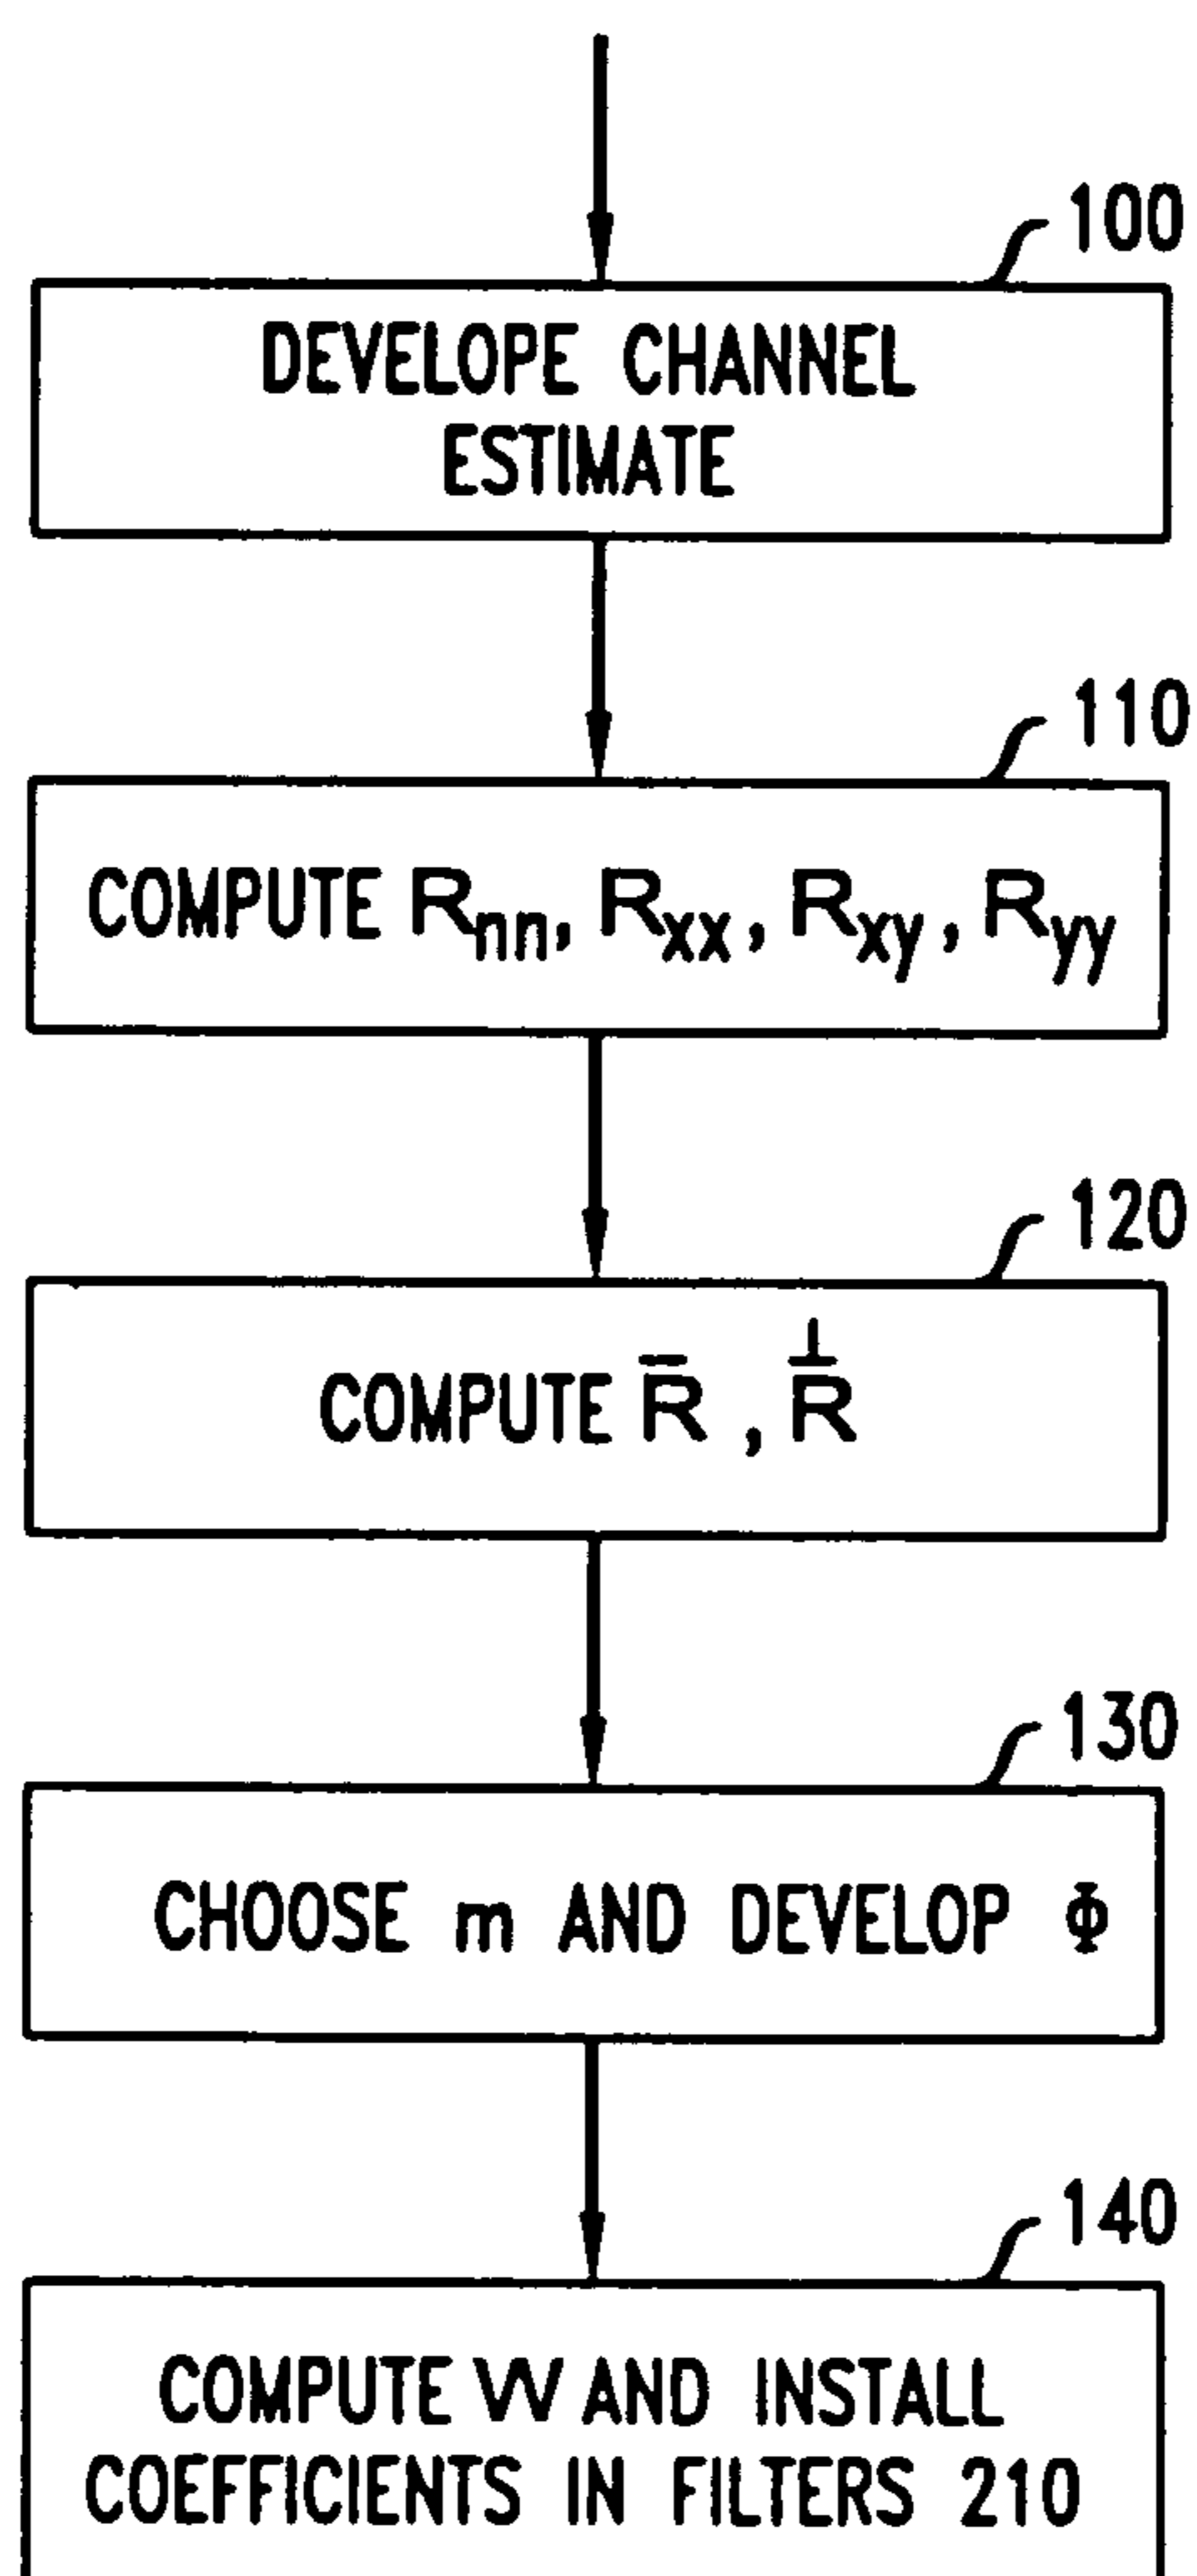 100
DEVELOPE CHANNEL
ESTIMATE
110
COMPUTE Rnn, Rxx, Rxy, Ryy
120
COMPUTE R̄, R̄^⊥
130
CHOOSE m AND DEVELOP Φ
140
COMPUTE W AND INSTALL
COEFFICIENTS IN FILTERS 210